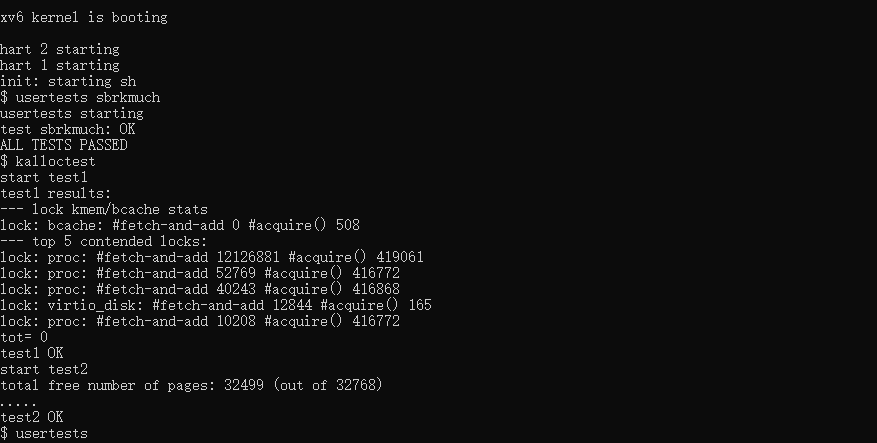 xv6 kernel is booting
hart 2 starting
hart 1 starting
init: starting sh
$ usertests sbrkmuch
usertests starting
test sbrkmuch: OK
ALL TESTS PASSED
$ kalloctest
start test1
test1 results:
--- lock kmem/bcache stats
lock: bcache: #fetch-and-add 0 #acquire() 508
--- top 5 contended locks:
lock: proc: #fetch-and-add 12126881 #acquire() 419061
lock: proc: #fetch-and-add 52769 #acquire() 416772
lock: proc: #fetch-and-add 40243 #acquire() 416868
lock: virtio_disk: #fetch-and-add 12844 #acquire() 165
lock: proc: #fetch-and-add 10208 #acquire() 416772
tot= 0
test1 OK
start test2
total free number of pages: 32499 (out of 32768)
.....
test2 OK
$ usertests